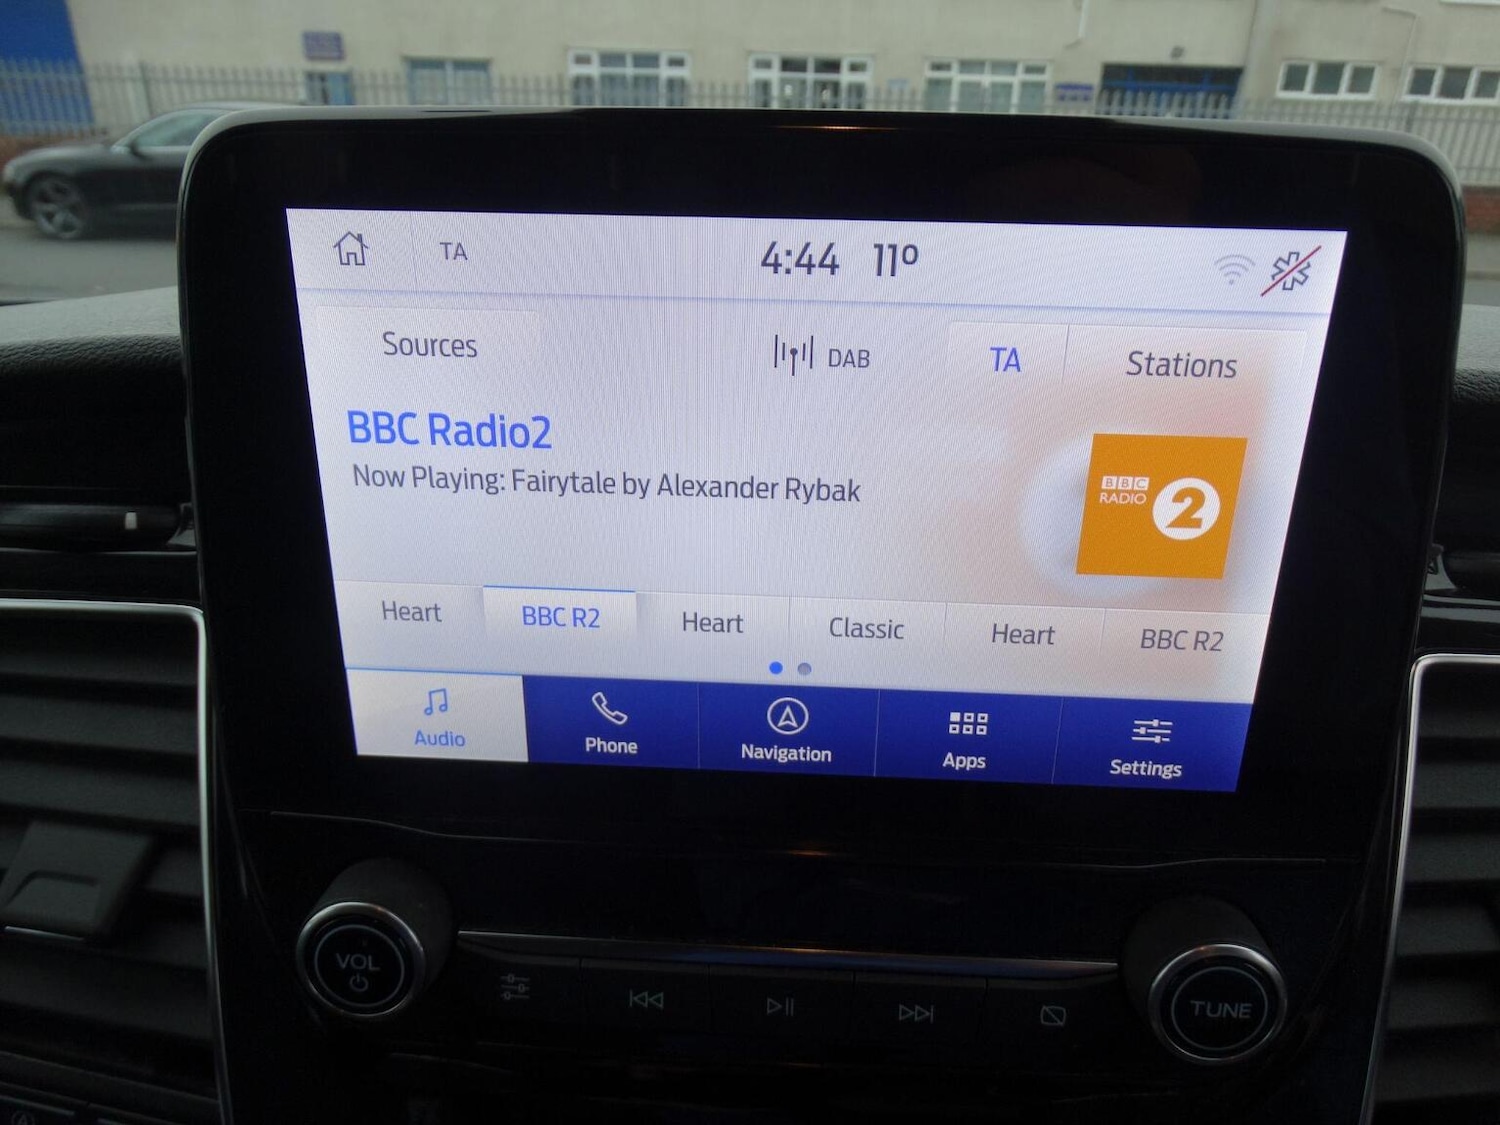 TA 4:44 11°
Sources DAB TA Stations
BBC Radio2
Now Playing: Fairytale by Alexander Rybak
BBC
RADIO 2
Heart BBC R2 Heart Classic Heart BBC R2
Audio Phone Navigation Apps Settings
VOL TUNE